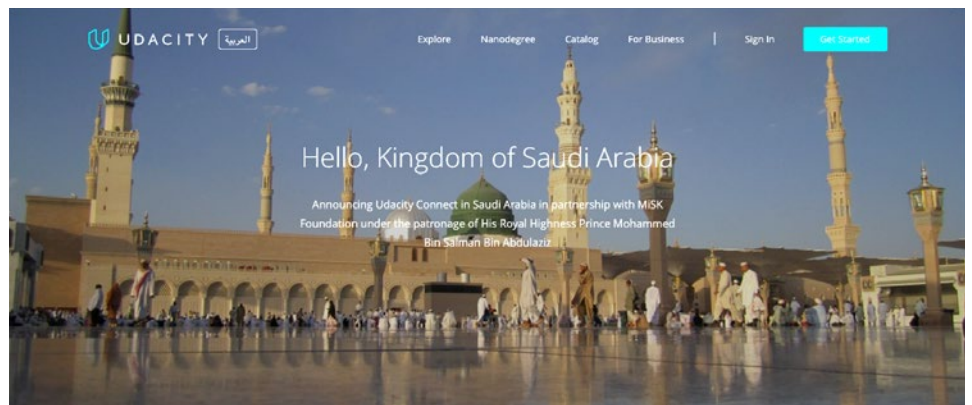 UDACITY العربية Explore Nanodegree Catalog For Business | Sign In Get Started
Hello, Kingdom of Saudi Arabia
Announcing Udacity Connect in Saudi Arabia in partnership with MiSK
Foundation under the patronage of His Royal Highness Prince Mohammed
Bin Salman Bin Abdulaziz